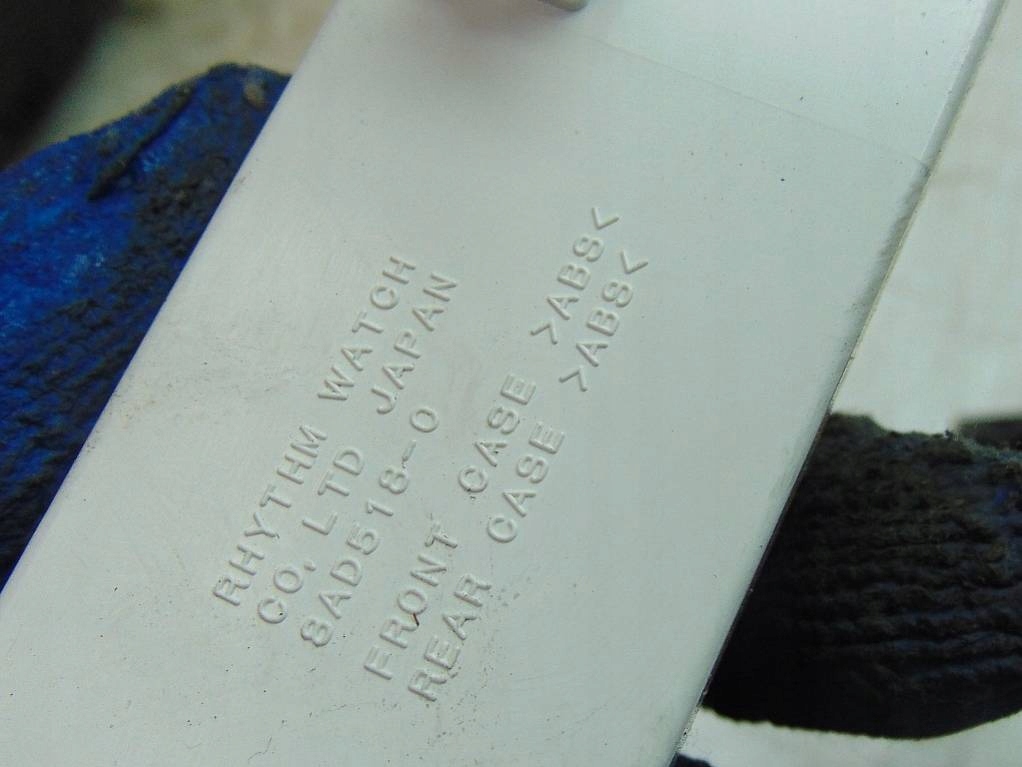 RHYTHM WATCH
CO. LTD JAPAN
8AD518-0
FRONT CASE >ABS<
REAR CASE >ABS<